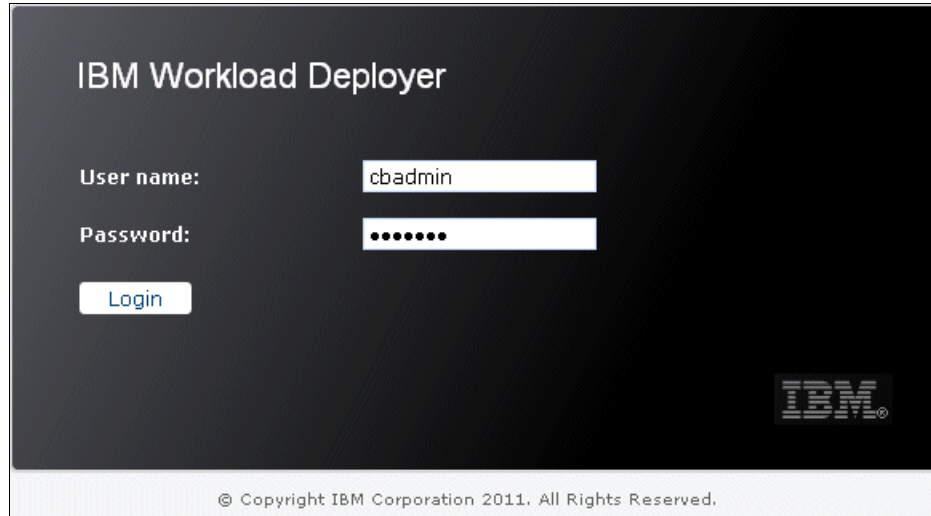 IBM Workload Deployer
User name:
cbadmin
Password:
•••••••
Login
IBM®
© Copyright IBM Corporation 2011. All Rights Reserved.